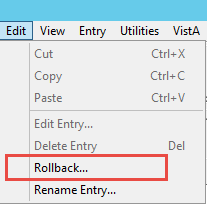 Edit View Entry Utilities VistA
Cut Ctrl+X
Copy Ctrl+C
Paste Ctrl+V
Edit Entry...
Delete Entry Del
Rollback...
Rename Entry...